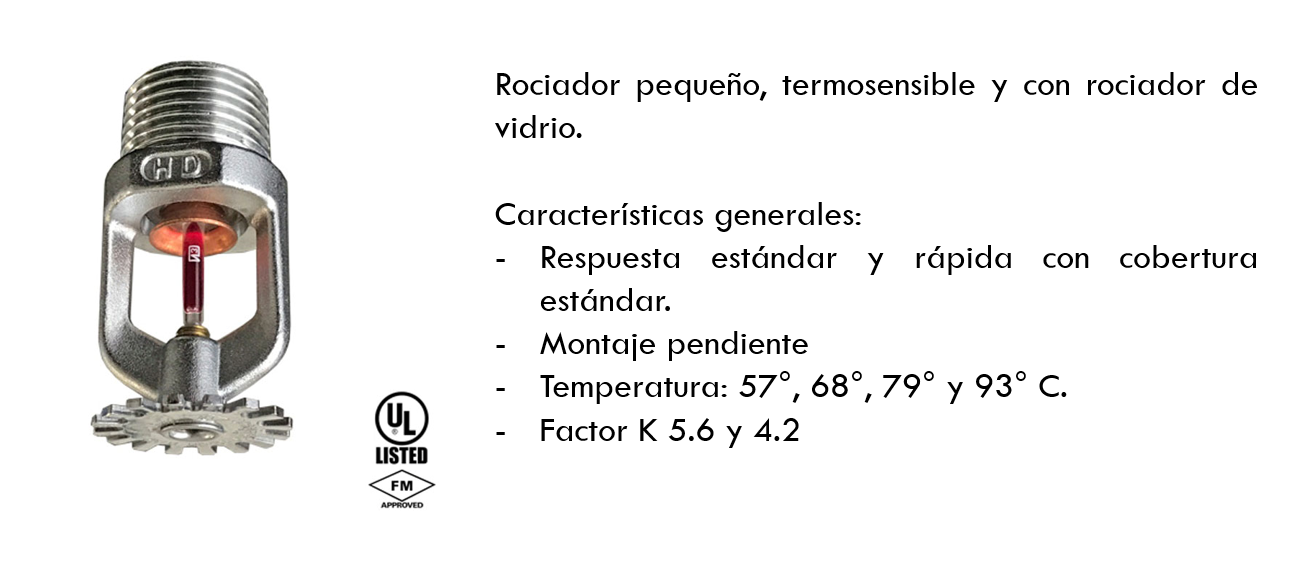 HD
Rociador pequeño, termosensible y con rociador de
vidrio.
Características generales:
- Respuesta estándar y rápida con cobertura
estándar.
- Montaje pendiente
- Temperatura: 57°, 68°, 79° y 93° C.
- Factor K 5.6 y 4.2
UL
®
LISTED
FM
APPROVED